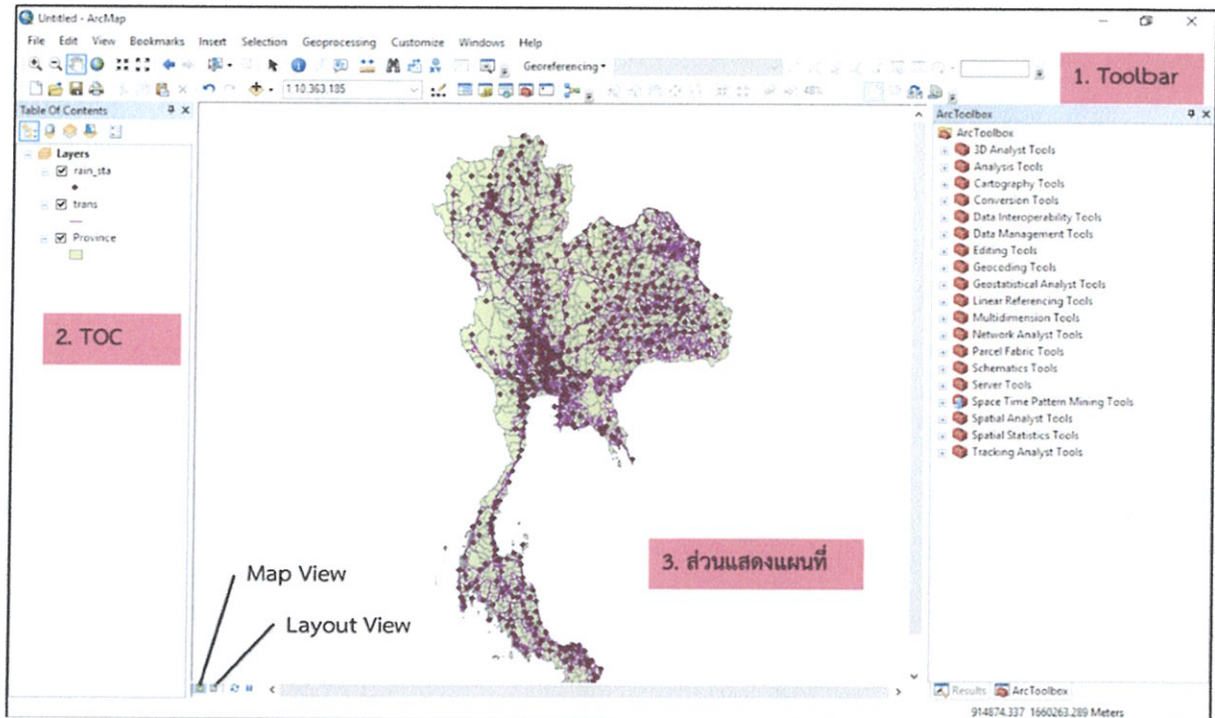 Untitled - ArcMap
File Edit View Bookmarks Insert Selection Geoprocessing Customize Windows Help
Georeferencing
1:10,363,185
48%
1. Toolbar
Table Of Contents
Layers
rain_sta
trans
Province
2. TOC
Map View
Layout View
3. ส่วนแสดงแผนที่
ArcToolbox
ArcToolbox
3D Analyst Tools
Analysis Tools
Cartography Tools
Conversion Tools
Data Interoperability Tools
Data Management Tools
Editing Tools
Geocoding Tools
Geostatistical Analyst Tools
Linear Referencing Tools
Multidimension Tools
Network Analyst Tools
Parcel Fabric Tools
Schematics Tools
Server Tools
Space Time Pattern Mining Tools
Spatial Analyst Tools
Spatial Statistics Tools
Tracking Analyst Tools
Results ArcToolbox
914874.337 1660263.289 Meters